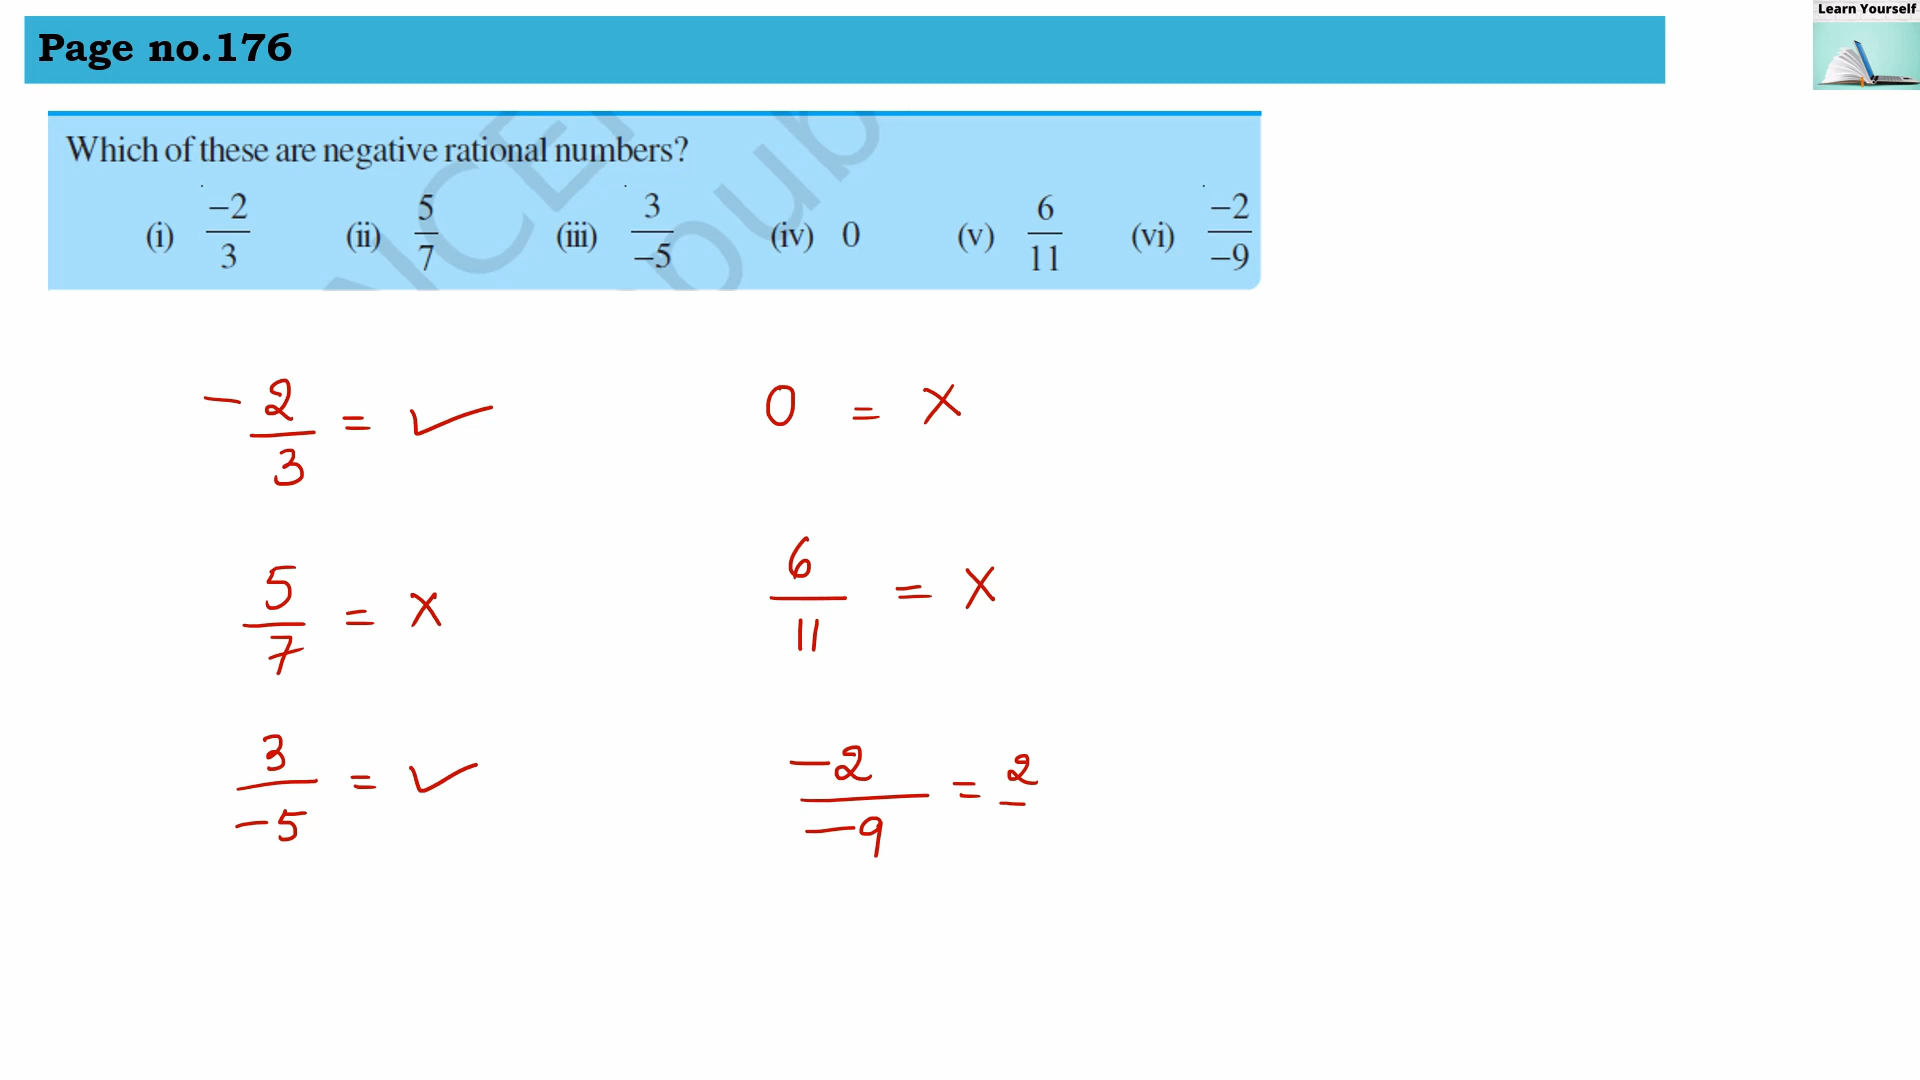 Learn Yourself
Page no.176
Which of these are negative rational numbers?
(i) −2/3 (ii) 5/7 (iii) 3/−5 (iv) 0 (v) 6/11 (vi) −2/−9
−2/3 = ✓
0 = ×
5/7 = ×
6/11 = ×
3/−5 = ✓
−2/−9 = 2/